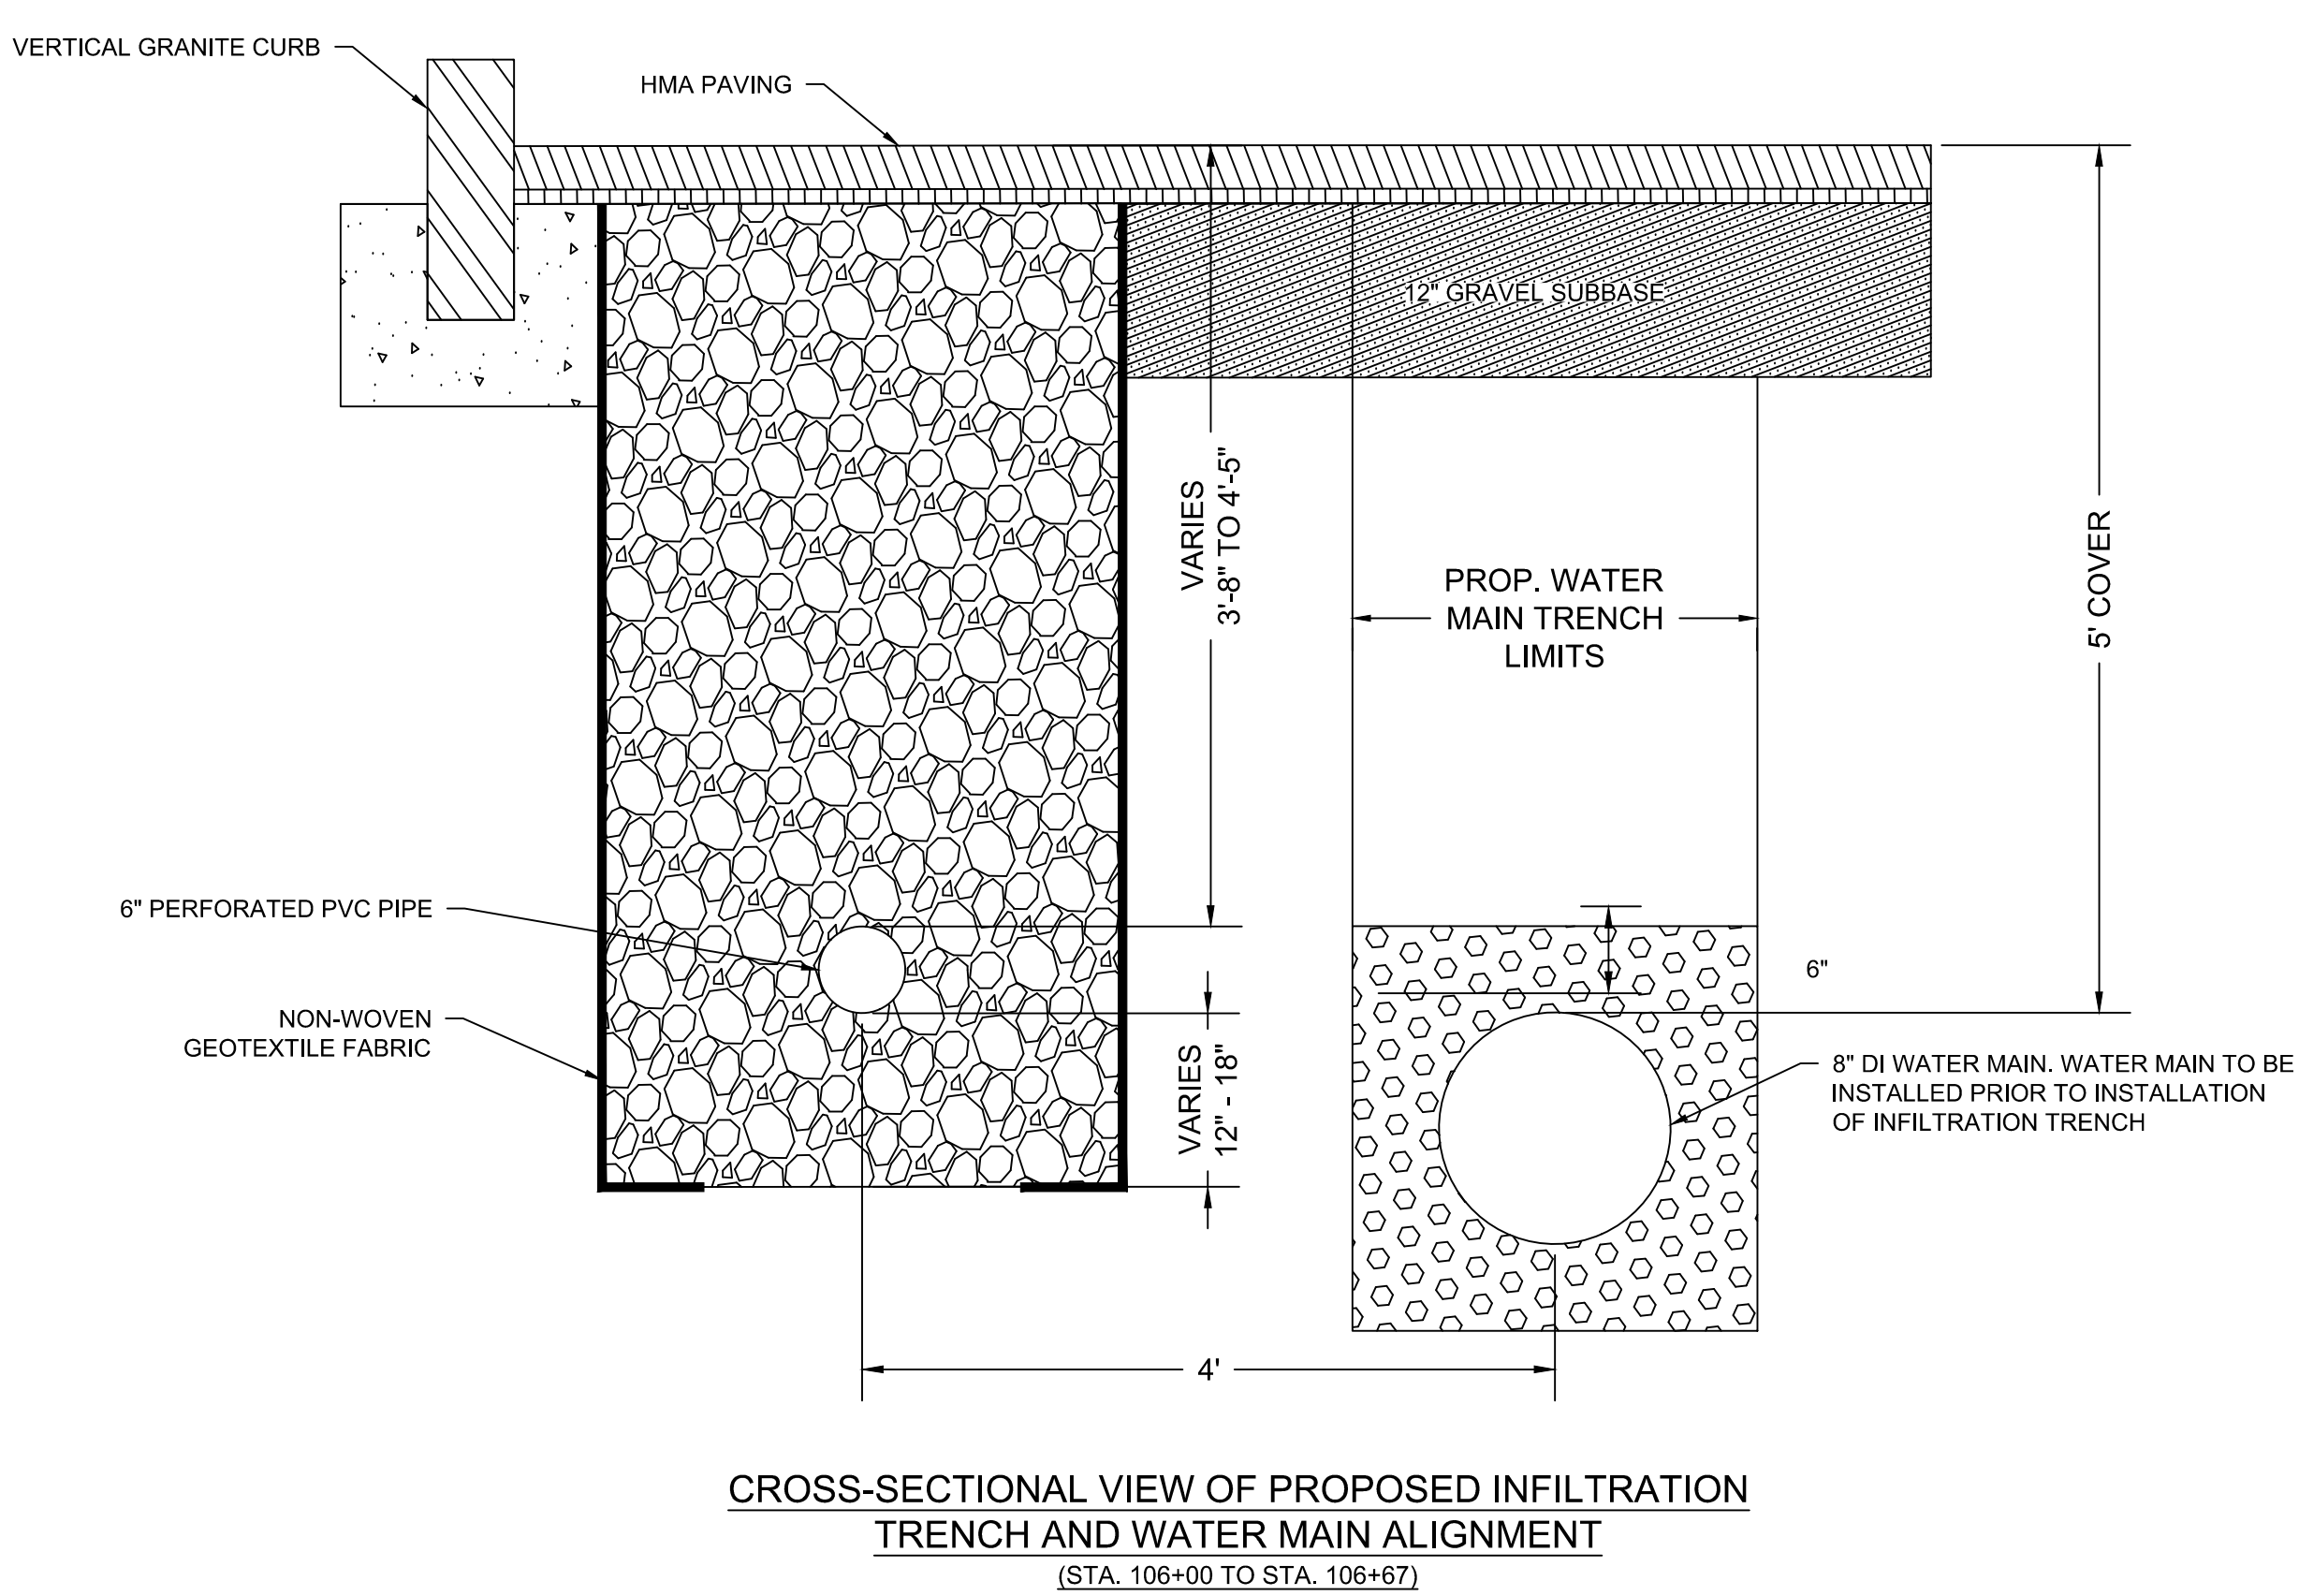 VERTICAL GRANITE CURB
HMA PAVING
12" GRAVEL SUBBASE
VARIES
3'-8" TO 4'-5"
PROP. WATER
MAIN TRENCH
LIMITS
5' COVER
6" PERFORATED PVC PIPE
6"
NON-WOVEN
GEOTEXTILE FABRIC
VARIES
12" - 18"
8" DI WATER MAIN. WATER MAIN TO BE
INSTALLED PRIOR TO INSTALLATION
OF INFILTRATION TRENCH
4'
CROSS-SECTIONAL VIEW OF PROPOSED INFILTRATION
TRENCH AND WATER MAIN ALIGNMENT
(STA. 106+00 TO STA. 106+67)